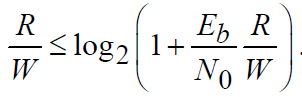 R/W ≤ log₂ (1 + E_b/N₀ R/W).